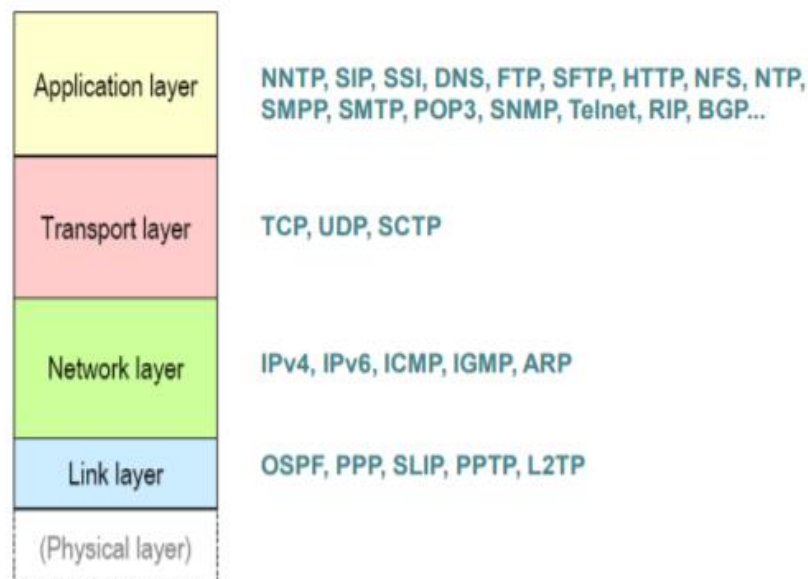 Application layer
NNTP, SIP, SSI, DNS, FTP, SFTP, HTTP, NFS, NTP,
SMPP, SMTP, POP3, SNMP, Telnet, RIP, BGP...
Transport layer
TCP, UDP, SCTP
Network layer
IPv4, IPv6, ICMP, IGMP, ARP
Link layer
OSPF, PPP, SLIP, PPTP, L2TP
(Physical layer)